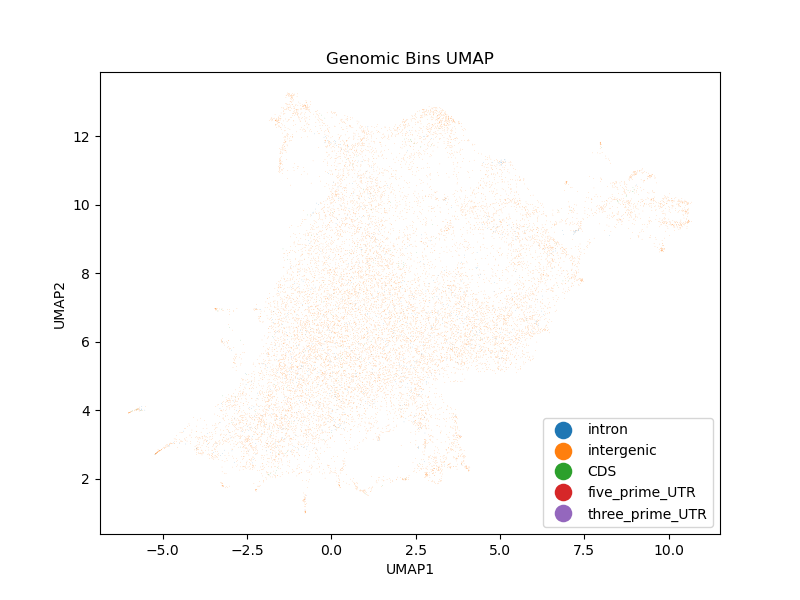 Genomic Bins UMAP
UMAP2
12
10
8
6
4
2
−5.0
−2.5
0.0
2.5
5.0
7.5
10.0
UMAP1
intron
intergenic
CDS
five_prime_UTR
three_prime_UTR